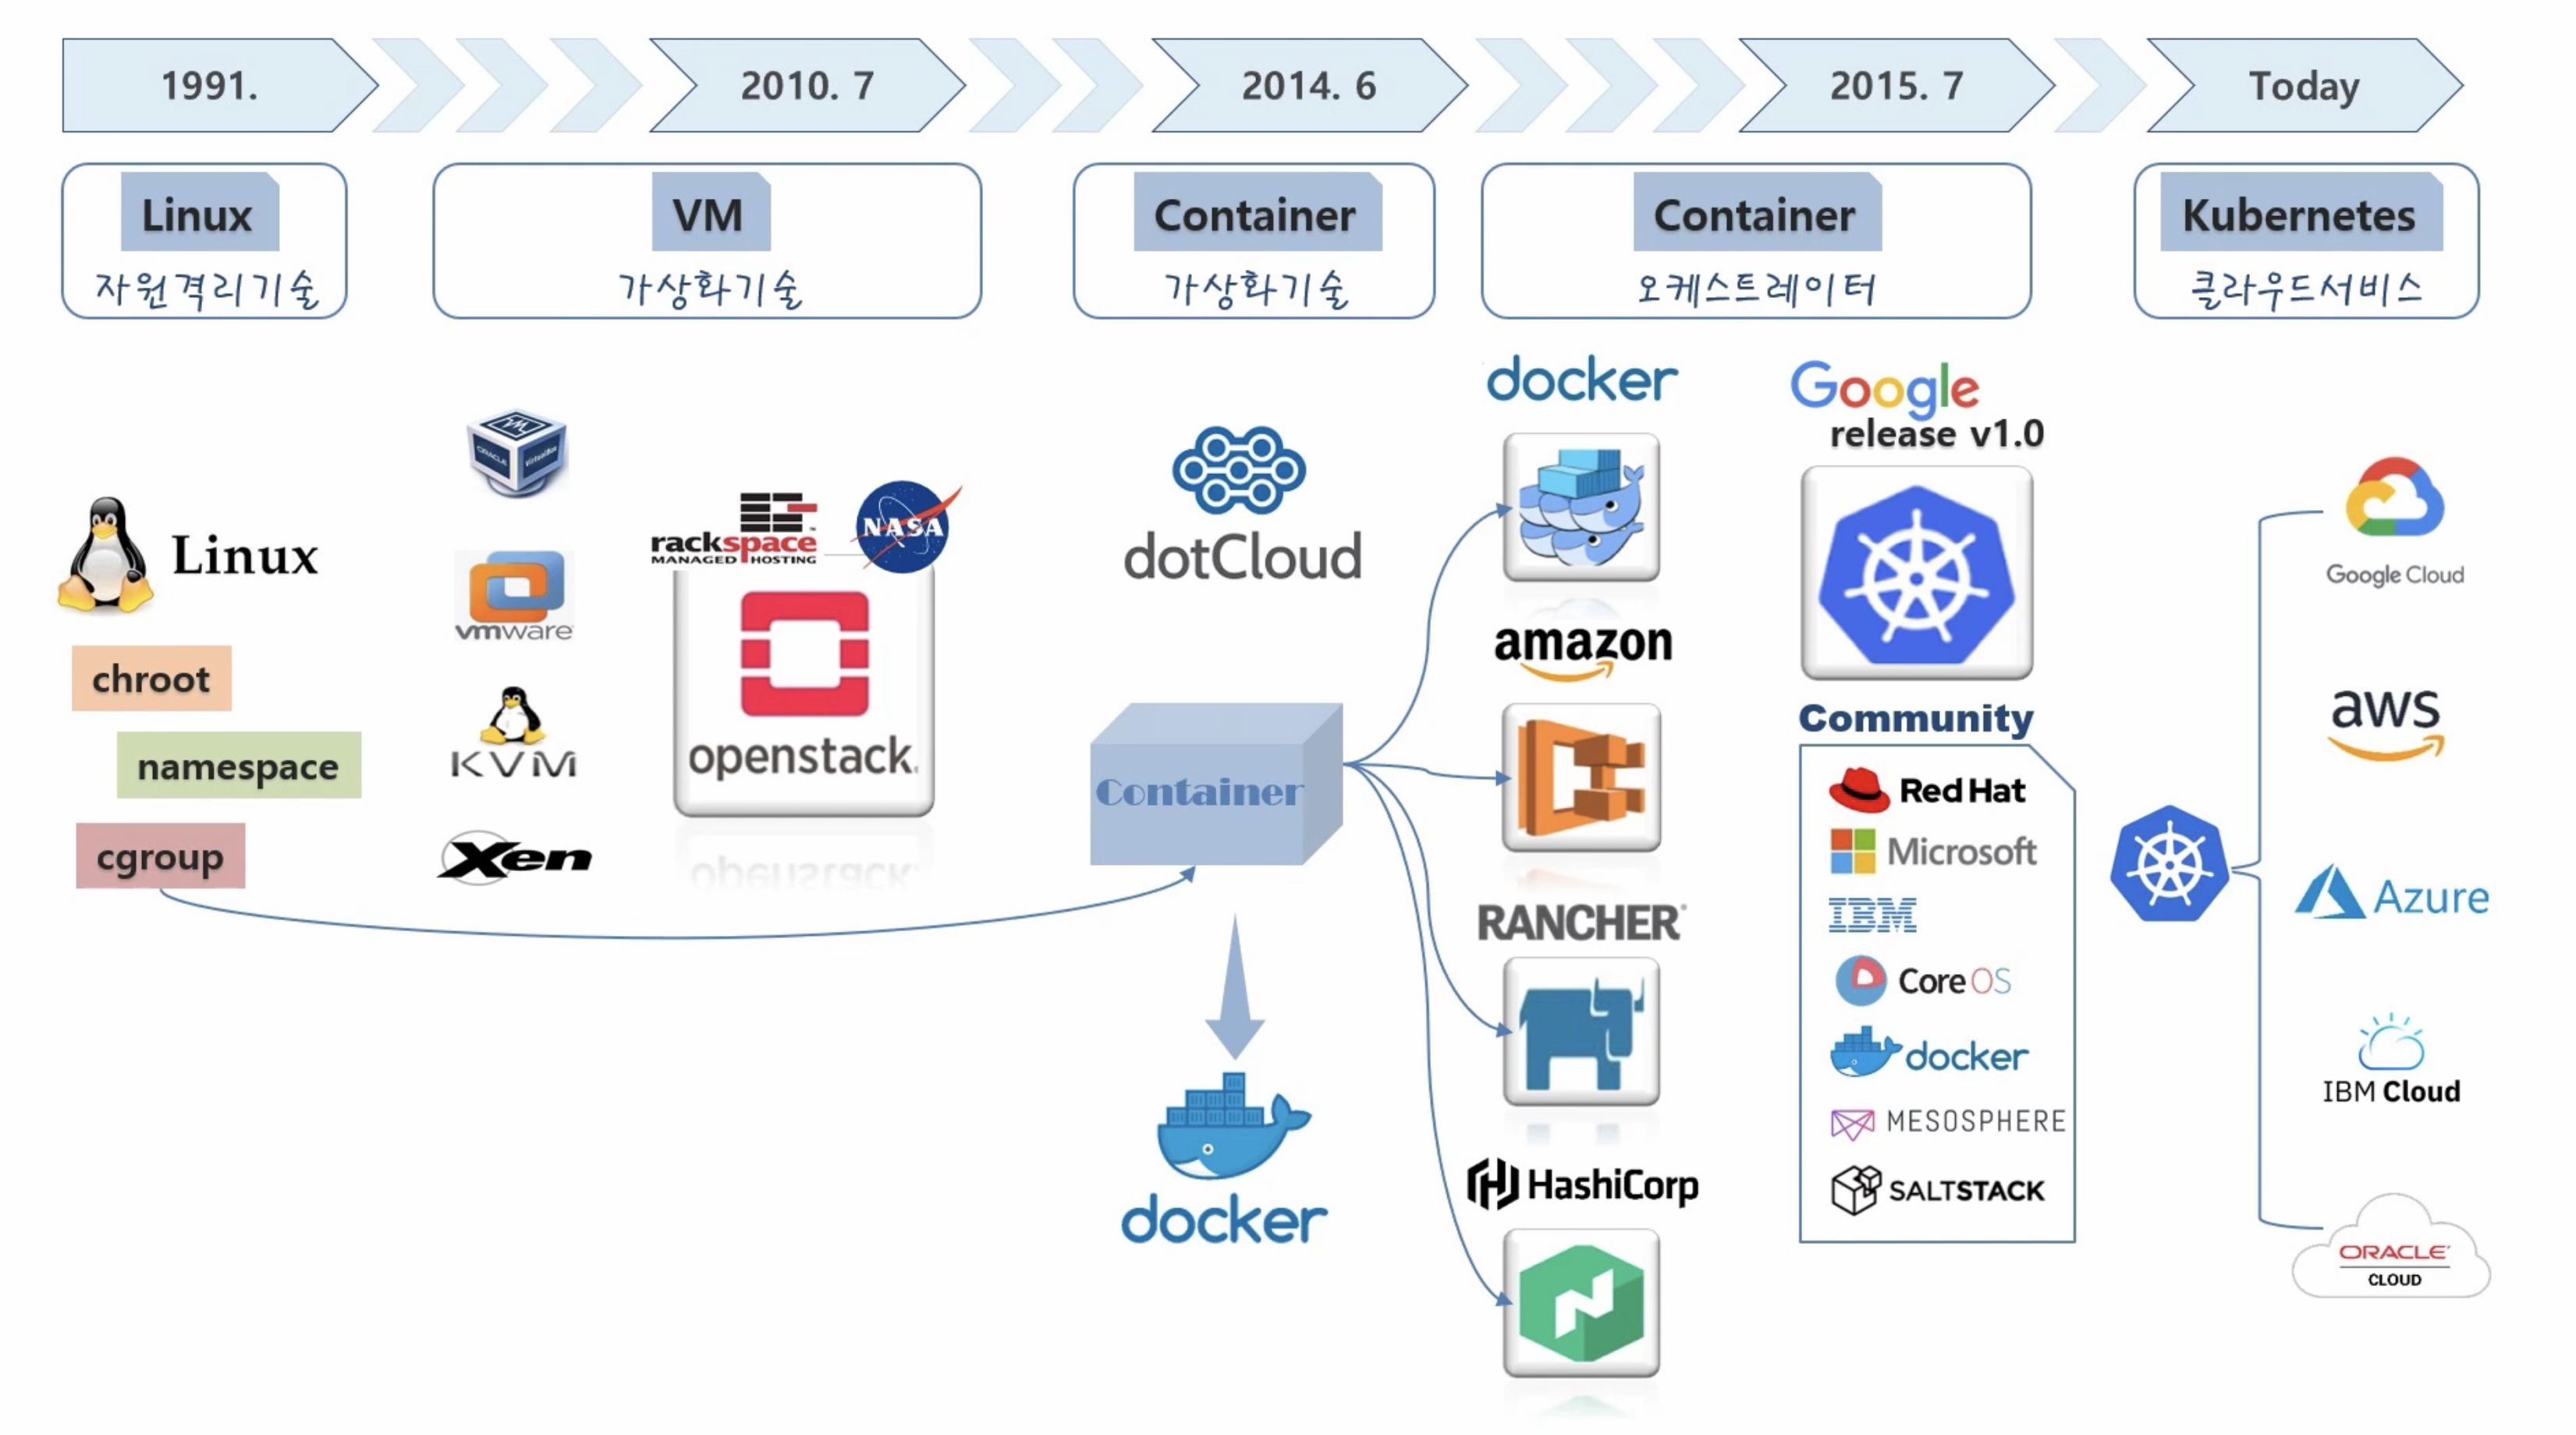 1991.
2010. 7
2014. 6
2015. 7
Today
Linux
자원격리기술
VM
가상화기술
Container
가상화기술
Container
오케스트레이터
Kubernetes
클라우드서비스
Linux
chroot
namespace
cgroup
ORACLE
VirtualBox
vmware
KVM
Xen
rackspace
MANAGED HOSTING
NASA
openstack.
dotCloud
Container
docker
docker
amazon
RANCHER
HashiCorp
Google
release v1.0
Community
Red Hat
Microsoft
IBM
Core OS
docker
MESOSPHERE
SALTSTACK
Google Cloud
aws
Azure
IBM Cloud
ORACLE
CLOUD